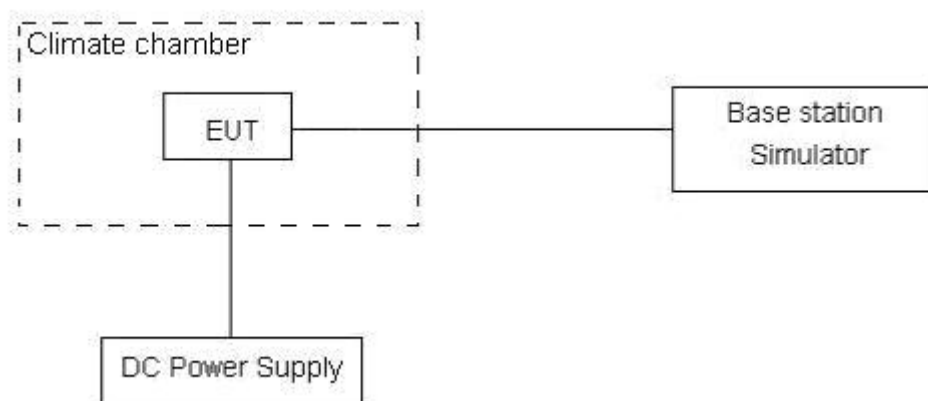 Climate chamber
EUT
Base station
Simulator
DC Power Supply